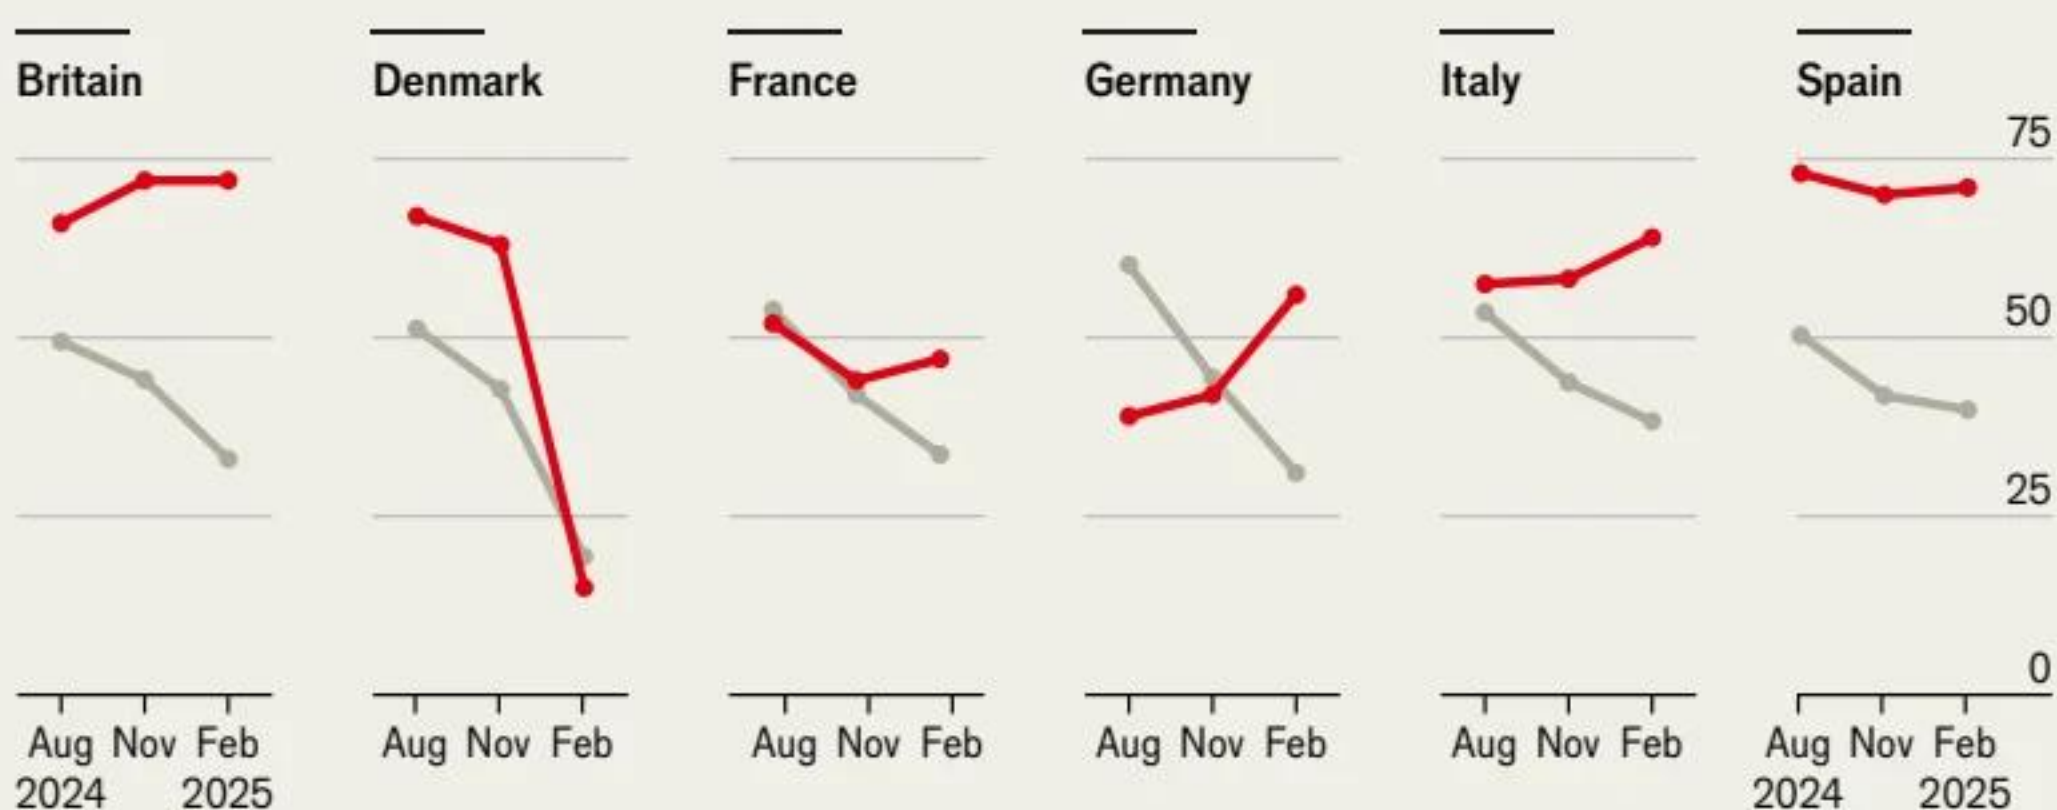 Britain
Denmark
France
Germany
Italy
Spain
75
50
25
0
Aug Nov Feb
2024 2025
Aug Nov Feb
Aug Nov Feb
Aug Nov Feb
Aug Nov Feb
Aug Nov Feb
2024 2025